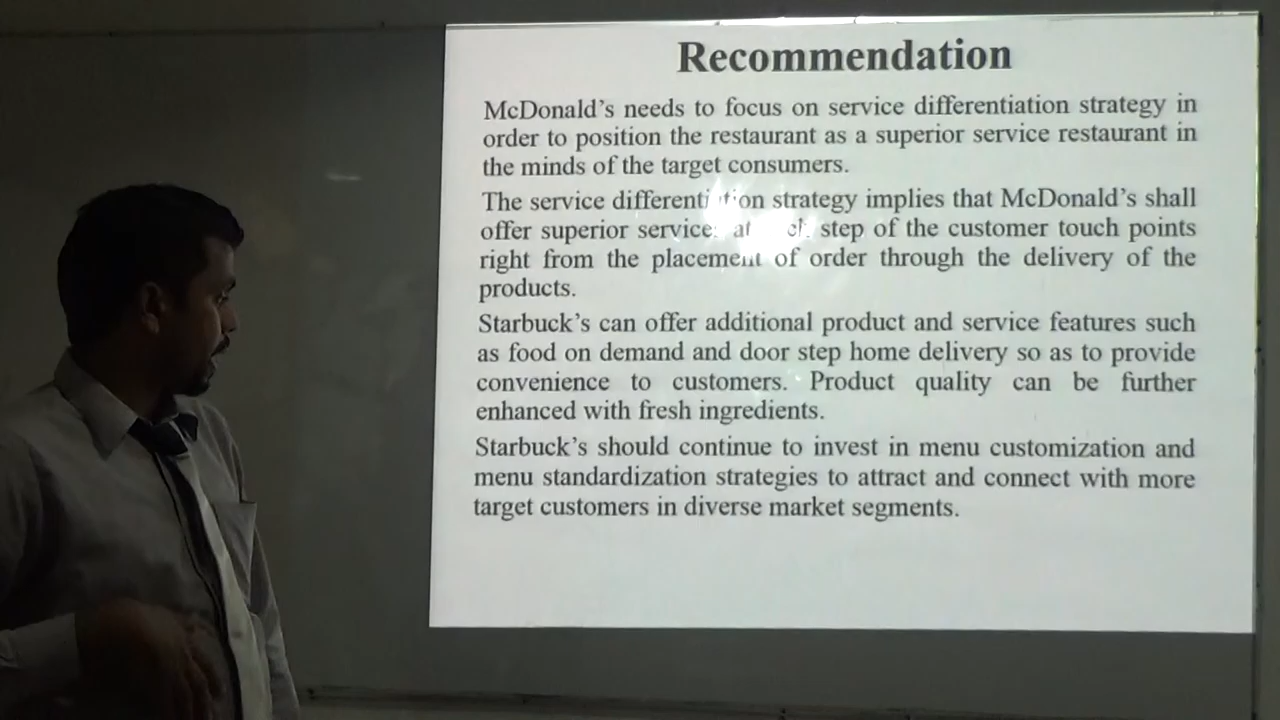 Recommendation
McDonald's needs to focus on service differentiation strategy in
order to position the restaurant as a superior service restaurant in
the minds of the target consumers.
The service strategy implies that McDonald's shall
offer superior step of the customer touch points
right from the placement of order through the delivery of the
products.
Starbuck's can offer additional product and service features such
as food on demand and door step home delivery so as to provide
convenience to customers. Product quality can be further
enhanced with fresh ingredients.
Starbuck's should continue to invest in menu customization and
menu standardization strategies to attract and connect with more
target customers in diverse market segments.